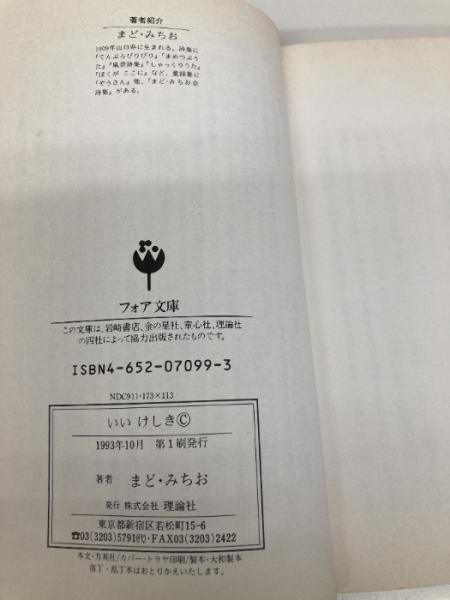 著者紹介
まど・みちお
1909年山口県に生まれる。詩集に
『てんぷらぴりぴり』『まめつぶう
た』『風景詩集』『しゃっくりうた』
『ぼくが ここに』など、童謡集に
『ぞうさん』他、『まど・みちお全
詩集』がある。
フォア文庫
この文庫は、岩崎書店、金の星社、童心社、理論社
の四社によって協力出版されたものです。
ISBN4-652-07099-3
NDC911・173×113
いい けしき©
1993年10月 第1刷発行
著者 まど・みちお
発行 株式会社 理論社
東京都新宿区若松町15-6
☎03(3203)5791㈹・FAX03(3203)2422
本文・方英社/カバー・トラヤ印刷/製本・大和製本
落丁・乱丁本はおとりかえいたします。